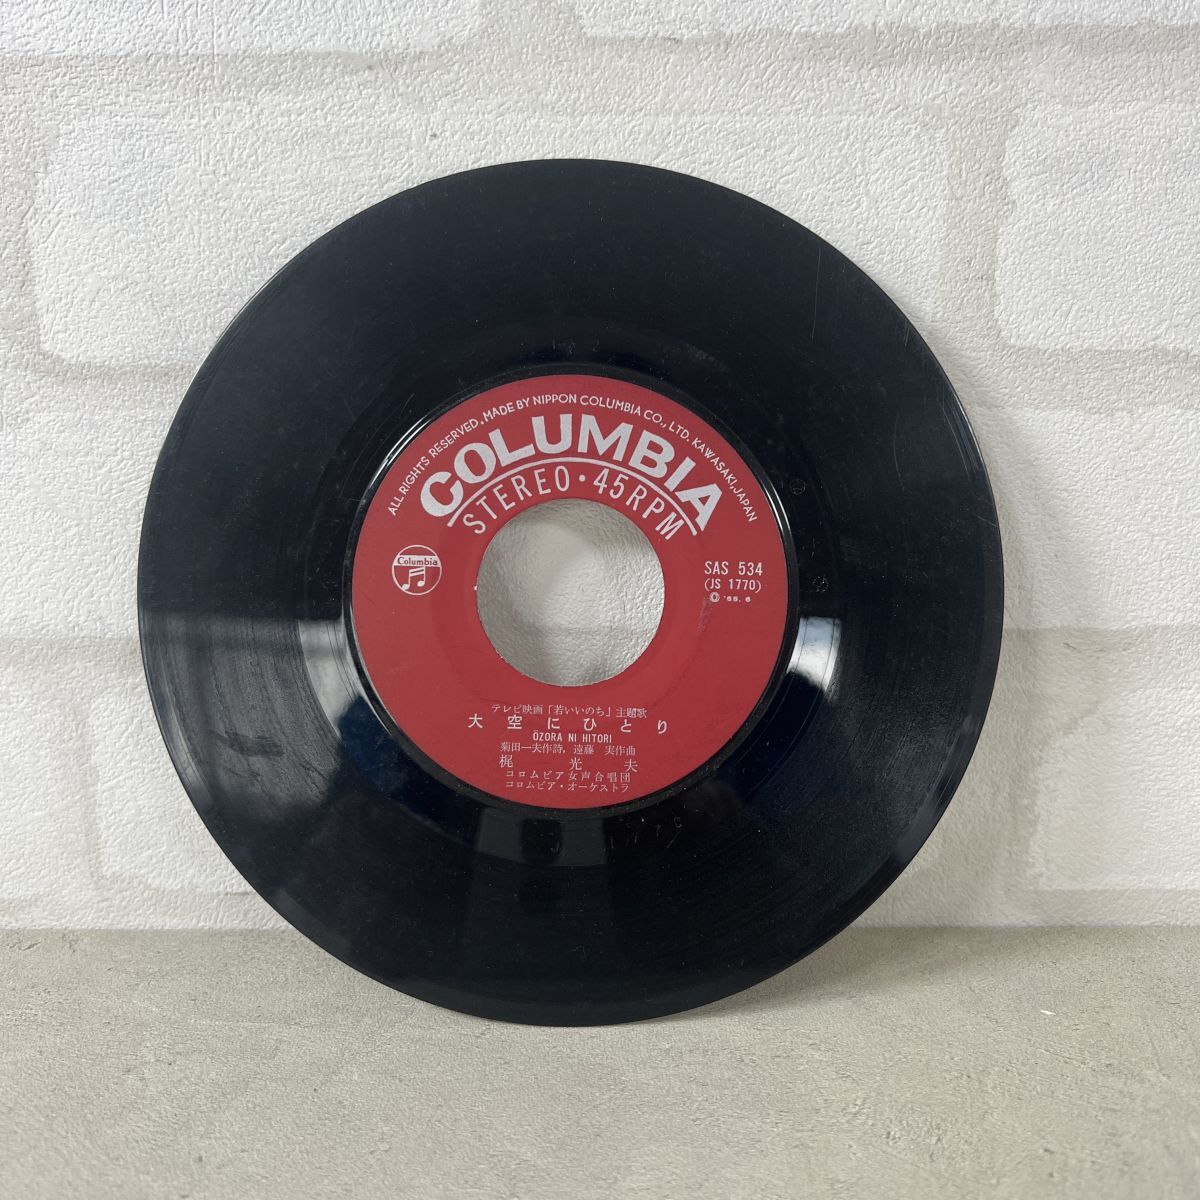 ALL RIGHTS RESERVED. MADE BY NIPPON COLUMBIA CO., LTD. KAWASAKI, JAPAN
COLUMBIA
STEREO・45RPM
Columbia
SAS 534
(JS 1770)
Ⓒ '65. 6
テレビ映画「若いいのち」主題歌
大空にひとり
ŌZORA NI HITORI
菊田一夫作詩, 遠藤 実作曲
梶 光夫
コロムビア女声合唱団
コロムビア・オーケストラ